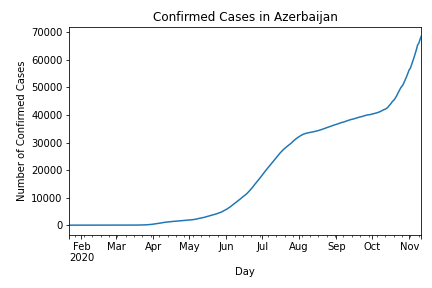 Confirmed Cases in Azerbaijan
Number of Confirmed Cases
70000
60000
50000
40000
30000
20000
10000
0
Feb Mar Apr May Jun Jul Aug Sep Oct Nov
2020
Day